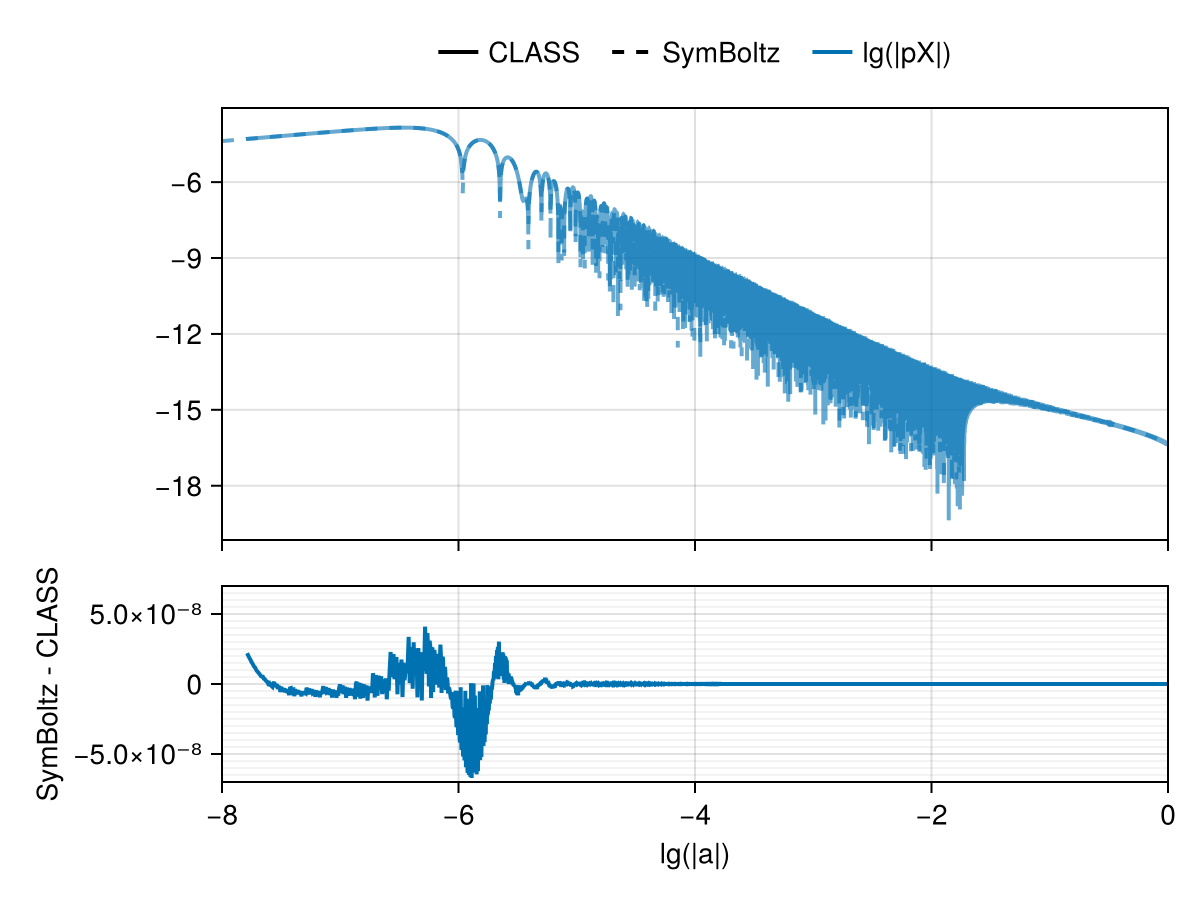 CLASS SymBoltz lg(|pX|)
−6
−9
−12
−15
−18
SymBoltz - CLASS
5.0×10⁻⁸
0
−5.0×10⁻⁸
−8 −6 −4 −2 0
lg(|a|)